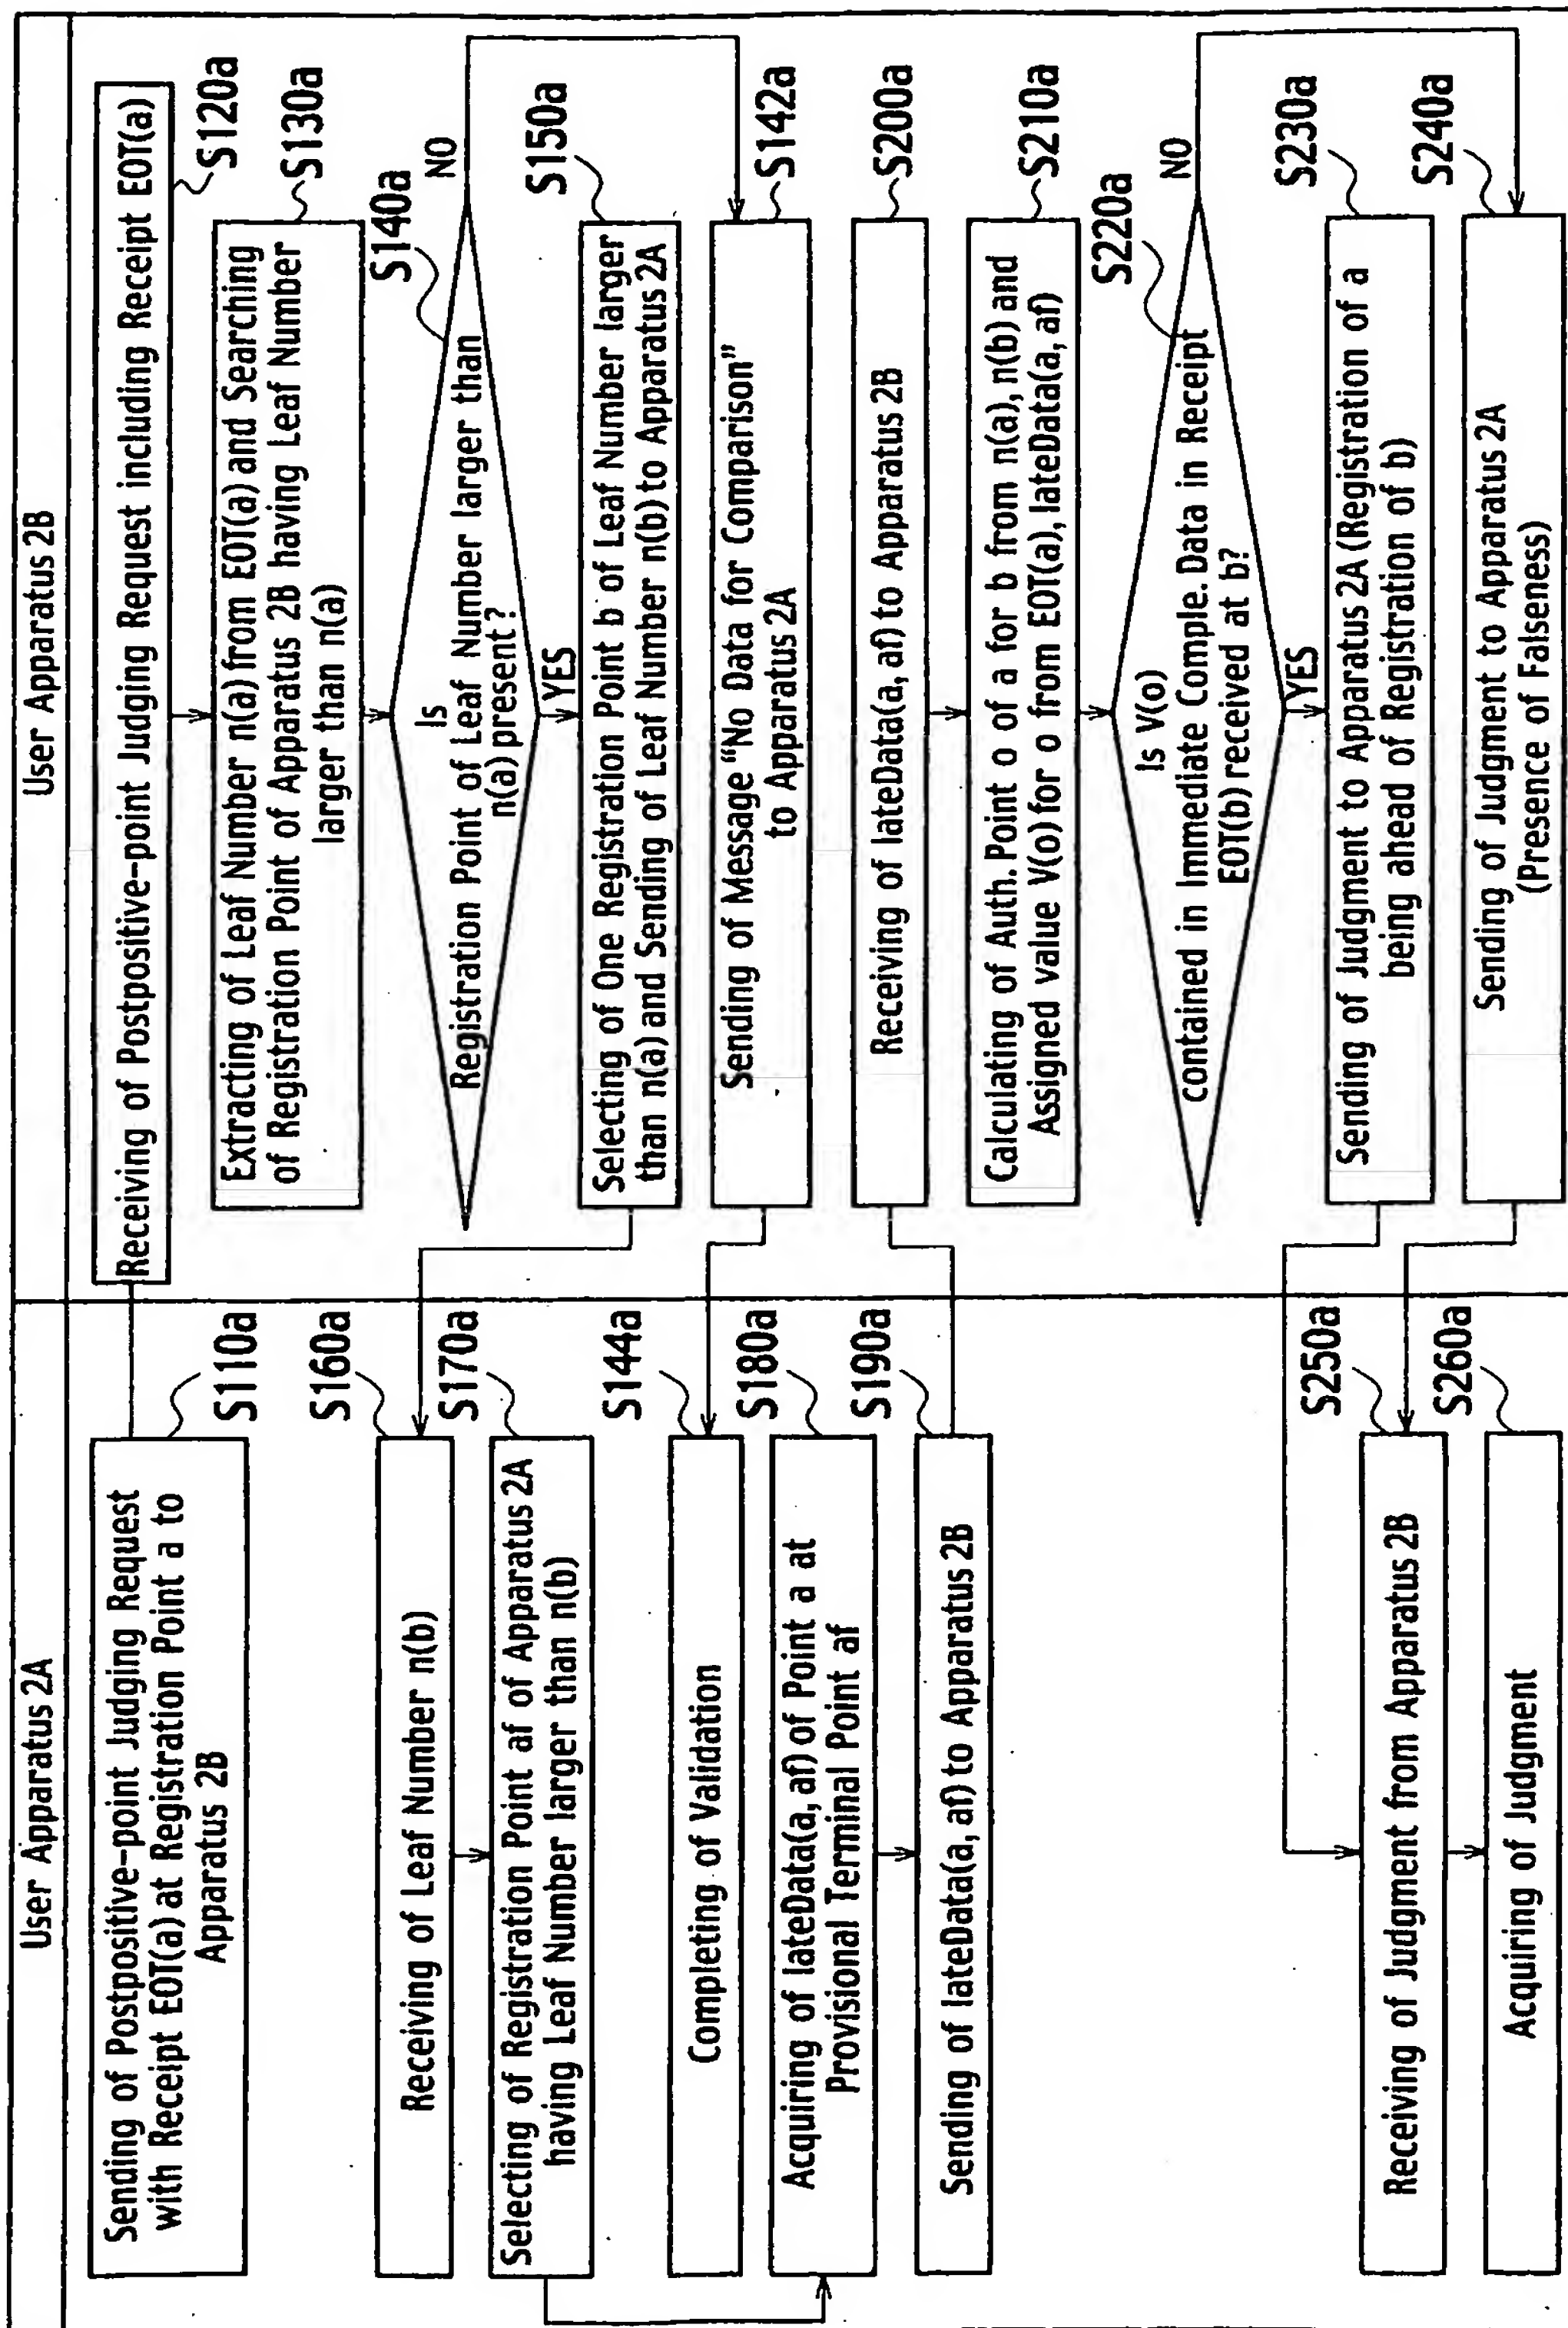 User Apparatus 2A
Sending of Postpositive-point Judging Request
with Receipt EOT(a) at Registration Point a to
Apparatus 2B
S110a
Receiving of Leaf Number n(b)
S160a
Selecting of Registration Point af of Apparatus 2A
having Leaf Number larger than n(b)
S170a
Completing of Validation
S144a
Acquiring of lateData(a, af) of Point a at
Provisional Terminal Point af
S180a
Sending of lateData(a, af) to Apparatus 2B
S190a
Receiving of Judgment from Apparatus 2B
S250a
Acquiring of Judgment
S260a
User Apparatus 2B
Receiving of Postpositive-point Judging Request including Receipt EOT(a)
S120a
Extracting of Leaf Number n(a) from EOT(a) and Searching
of Registration Point of Apparatus 2B having Leaf Number
larger than n(a)
S130a
Is
Registration Point of Leaf Number larger than
n(a) present?
S140a
NO
YES
Selecting of One Registration Point b of Leaf Number larger
than n(a) and Sending of Leaf Number n(b) to Apparatus 2A
S150a
Sending of Message "No Data for Comparison"
to Apparatus 2A
S142a
Receiving of lateData(a, af) to Apparatus 2B
S200a
Calculating of Auth. Point o of a for b from n(a), n(b) and
Assigned value V(o) for o from EOT(a), lateData(a, af)
S210a
Is V(o)
contained in Immediate Comple. Data in Receipt
EOT(b) received at b?
S220a
NO
YES
Sending of Judgment to Apparatus 2A (Registration of a
being ahead of Registration of b)
S230a
Sending of Judgment to Apparatus 2A
(Presence of Falseness)
S240a